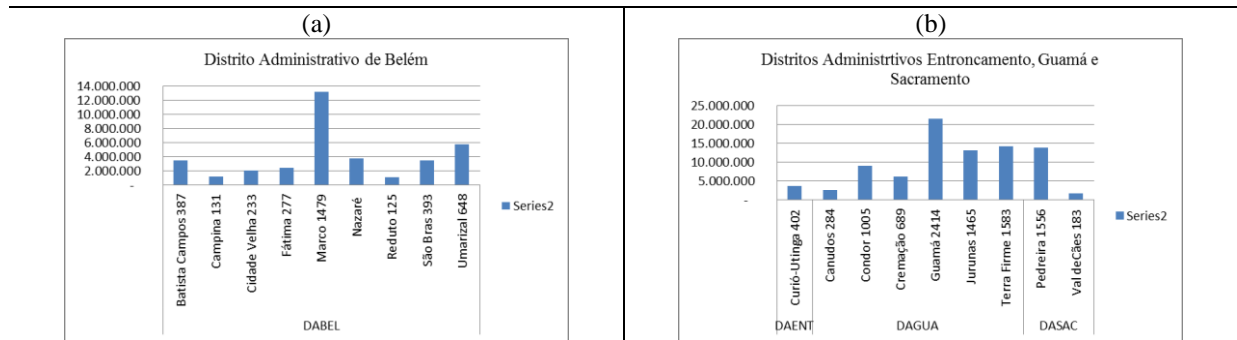 (a)
Distrito Administrativo de Belém
14.000.000
12.000.000
10.000.000
8.000.000
6.000.000
4.000.000
2.000.000
-
Batista Campos 387
Campina 131
Cidade Velha 233
Fátima 277
Marco 1479
Nazaré
Reduto 125
São Bras 393
Umarizal 648
DABEL
Series2
(b)
Distritos Administrtivos Entroncamento, Guamá e
Sacramento
25.000.000
20.000.000
15.000.000
10.000.000
5.000.000
-
Curió-Utinga 402
Canudos 284
Condor 1005
Cremação 689
Guamá 2414
Jurunas 1465
Terra Firme 1583
Pedreira 1556
Val deCães 183
DAENT
DAGUA
DASAC
Series2